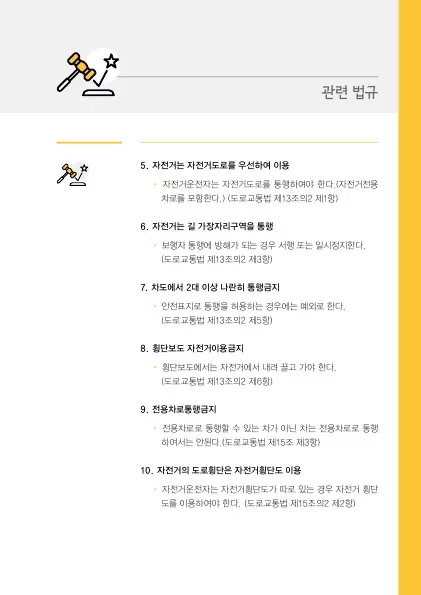 관련 법규
5. 자전거는 자전거도로를 우선하여 이용
• 자전거운전자는 자전거도로를 통행하여야 한다.(자전거전용
차로를 포함한다.) (도로교통법 제13조의2 제1항)
6. 자전거는 길 가장자리구역을 통행
• 보행자 통행에 방해가 되는 경우 서행 또는 일시정지한다.
(도로교통법 제13조의2 제3항)
7. 차도에서 2대 이상 나란히 통행금지
• 안전표지로 통행을 허용하는 경우에는 예외로 한다.
(도로교통법 제13조의2 제5항)
8. 횡단보도 자전거이용금지
• 횡단보도에서는 자전거에서 내려 끌고 가야 한다.
(도로교통법 제13조의2 제6항)
9. 전용차로통행금지
• 전용차로로 통행할 수 있는 차가 아닌 차는 전용차로로 통행
하여서는 안된다.(도로교통법 제15조 제3항)
10. 자전거의 도로횡단은 자전거횡단도 이용
• 자전거운전자는 자전거횡단도가 따로 있는 경우 자전거 횡단
도를 이용하여야 한다. (도로교통법 제15조의2 제2항)